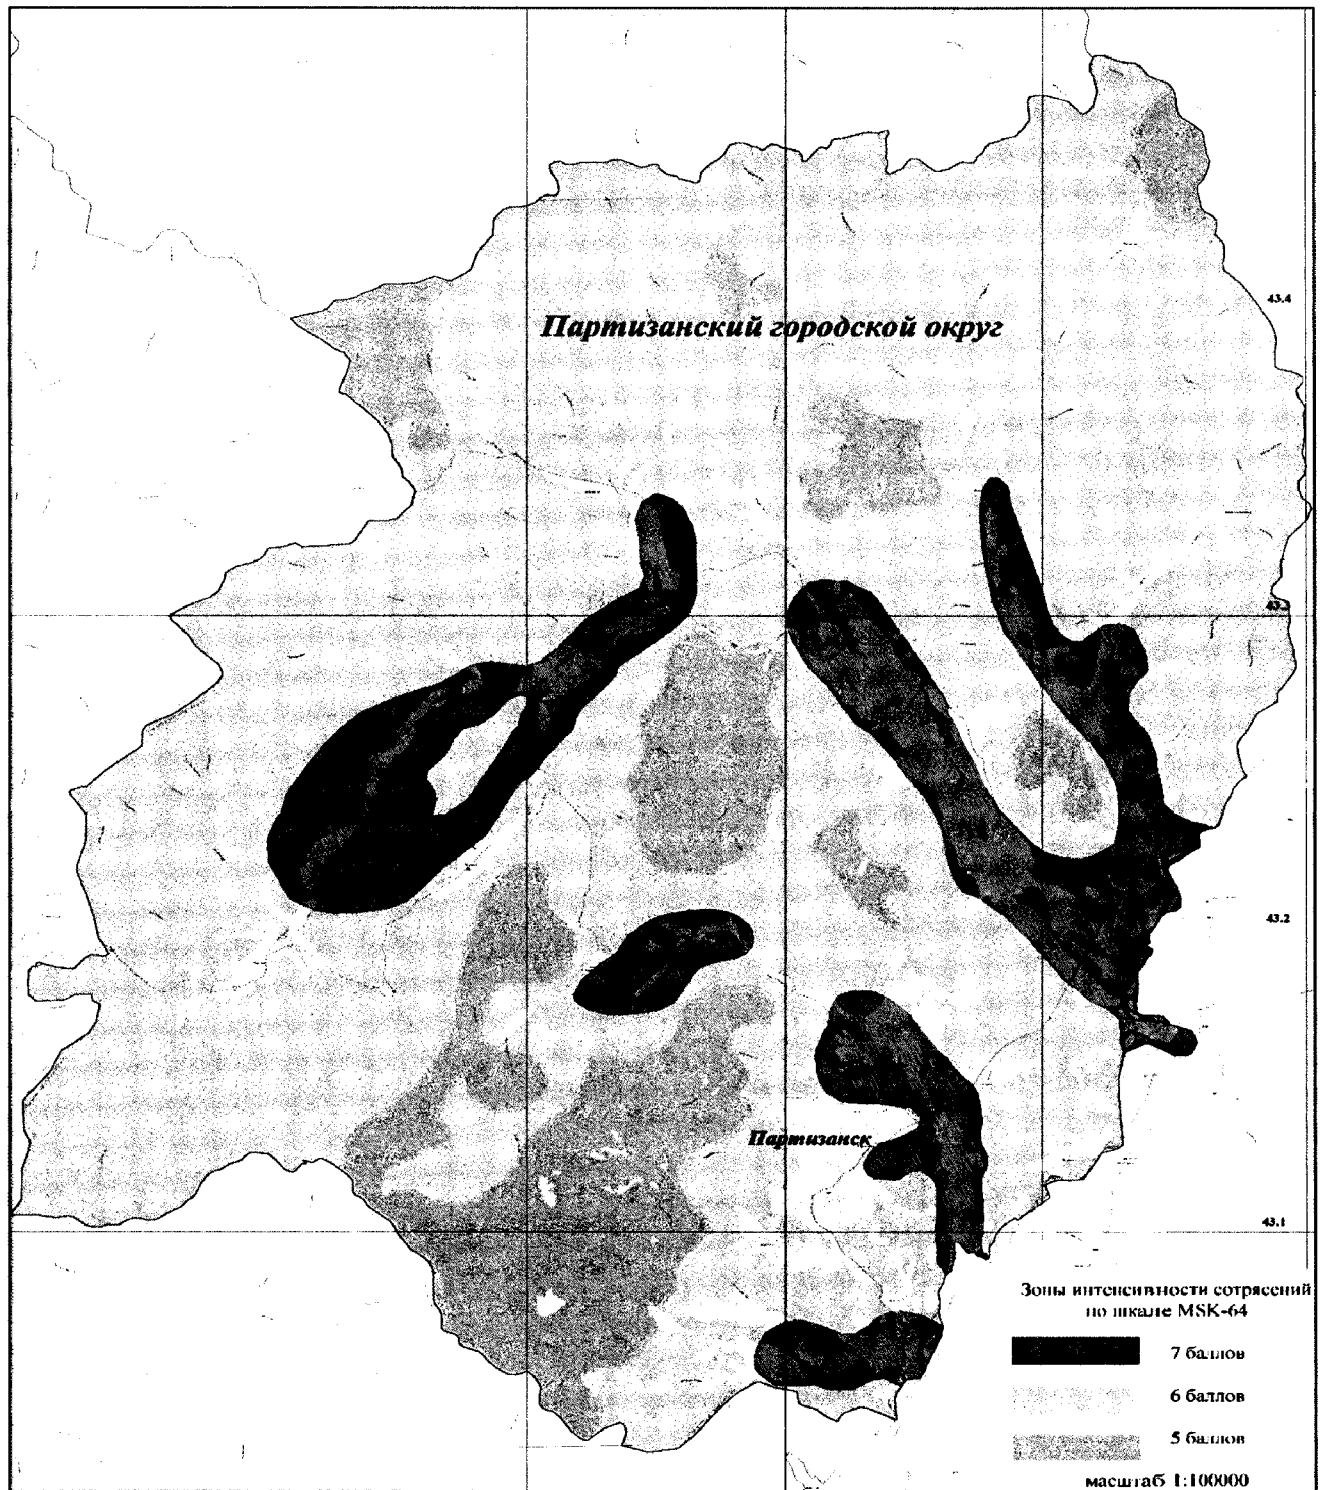 43.4
Партизанский городской округ
43.3
43.2
Партизанск
43.1
Зоны интенсивности сотрясений
по шкале MSK-64
7 баллов
6 баллов
5 баллов
масштаб 1:100000